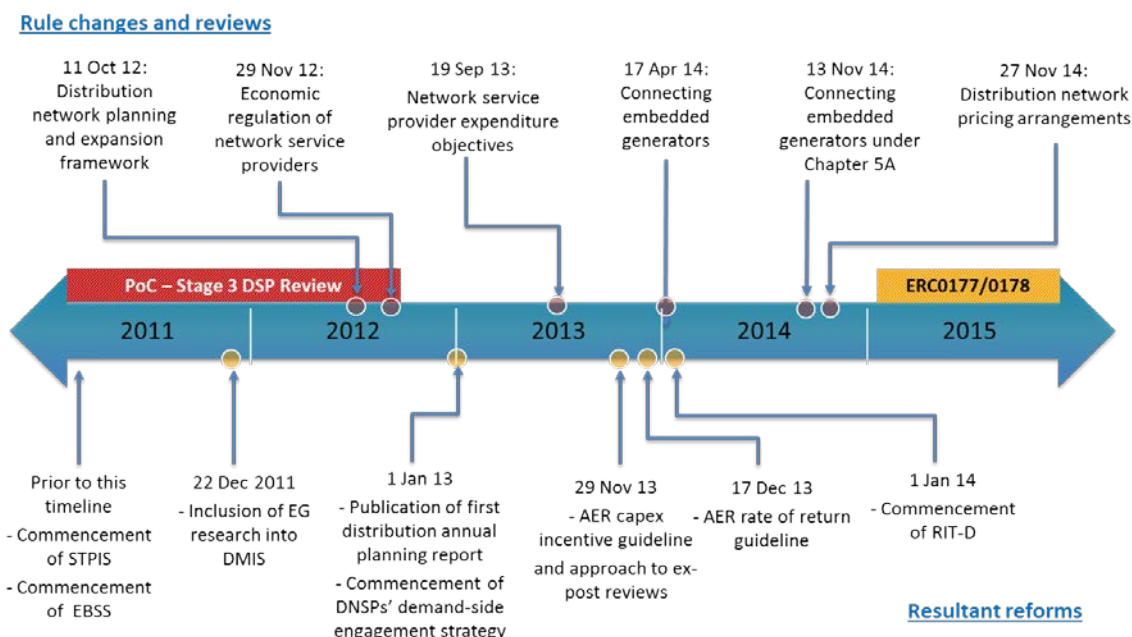 Rule changes and reviews
11 Oct 12:
Distribution
network planning
and expansion
framework
29 Nov 12:
Economic
regulation of
network service
providers
19 Sep 13:
Network service
provider expenditure
objectives
17 Apr 14:
Connecting
embedded
generators
13 Nov 14:
Connecting
embedded
generators under
Chapter 5A
27 Nov 14:
Distribution network
pricing arrangements
PoC – Stage 3 DSP Review
ERC0177/0178
2011
2012
2013
2014
2015
Prior to this
timeline
- Commencement
of STPIS
- Commencement
of EBSS
22 Dec 2011
- Inclusion of EG
research into
DMIS
1 Jan 13
- Publication of first
distribution annual
planning report
- Commencement of
DNSPs’ demand-side
engagement strategy
29 Nov 13
- AER capex
incentive guideline
and approach to ex-
post reviews
17 Dec 13
- AER rate of return
guideline
1 Jan 14
- Commencement
of RIT-D
Resultant reforms